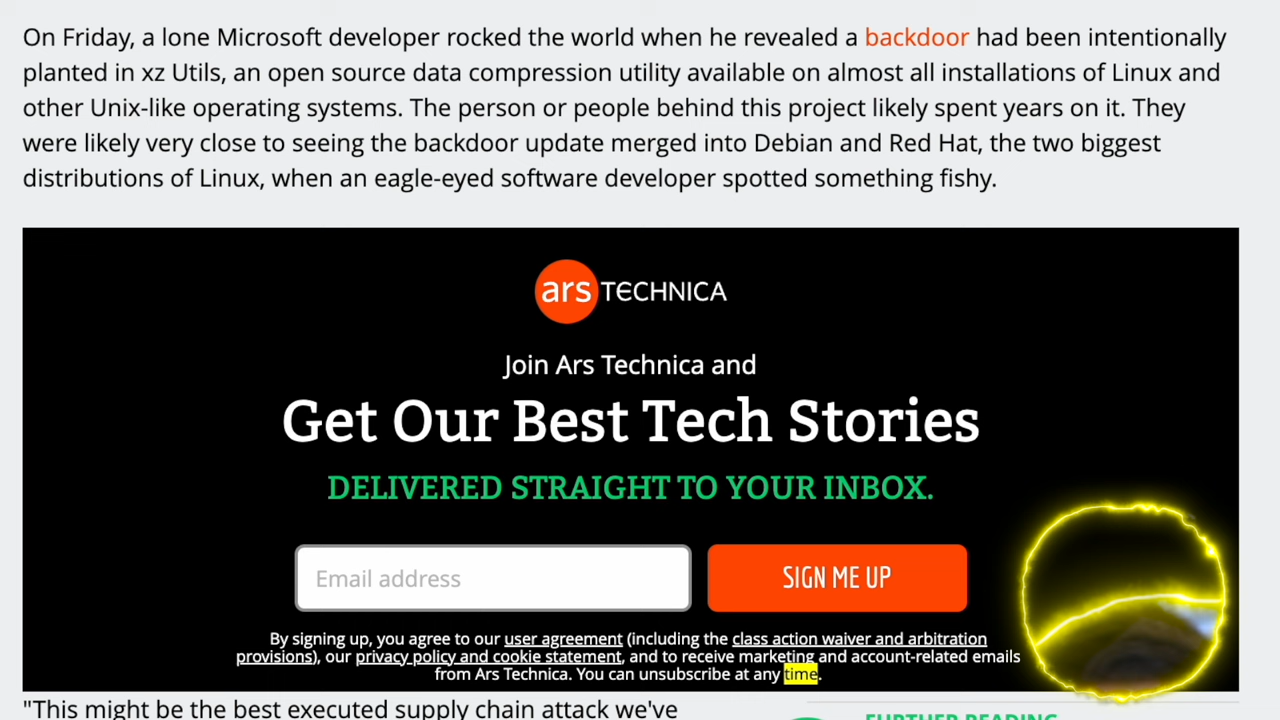 On Friday, a lone Microsoft developer rocked the world when he revealed a backdoor had been intentionally
planted in xz Utils, an open source data compression utility available on almost all installations of Linux and
other Unix-like operating systems. The person or people behind this project likely spent years on it. They
were likely very close to seeing the backdoor update merged into Debian and Red Hat, the two biggest
distributions of Linux, when an eagle-eyed software developer spotted something fishy.
ars TECHNICA
Join Ars Technica and
Get Our Best Tech Stories
DELIVERED STRAIGHT TO YOUR INBOX.
Email address
SIGN ME UP
By signing up, you agree to our user agreement (including the class action waiver and arbitration
provisions), our privacy policy and cookie statement, and to receive marketing and account-related emails
from Ars Technica. You can unsubscribe at any time.
"This might be the best executed supply chain attack we've
FURTHER READING